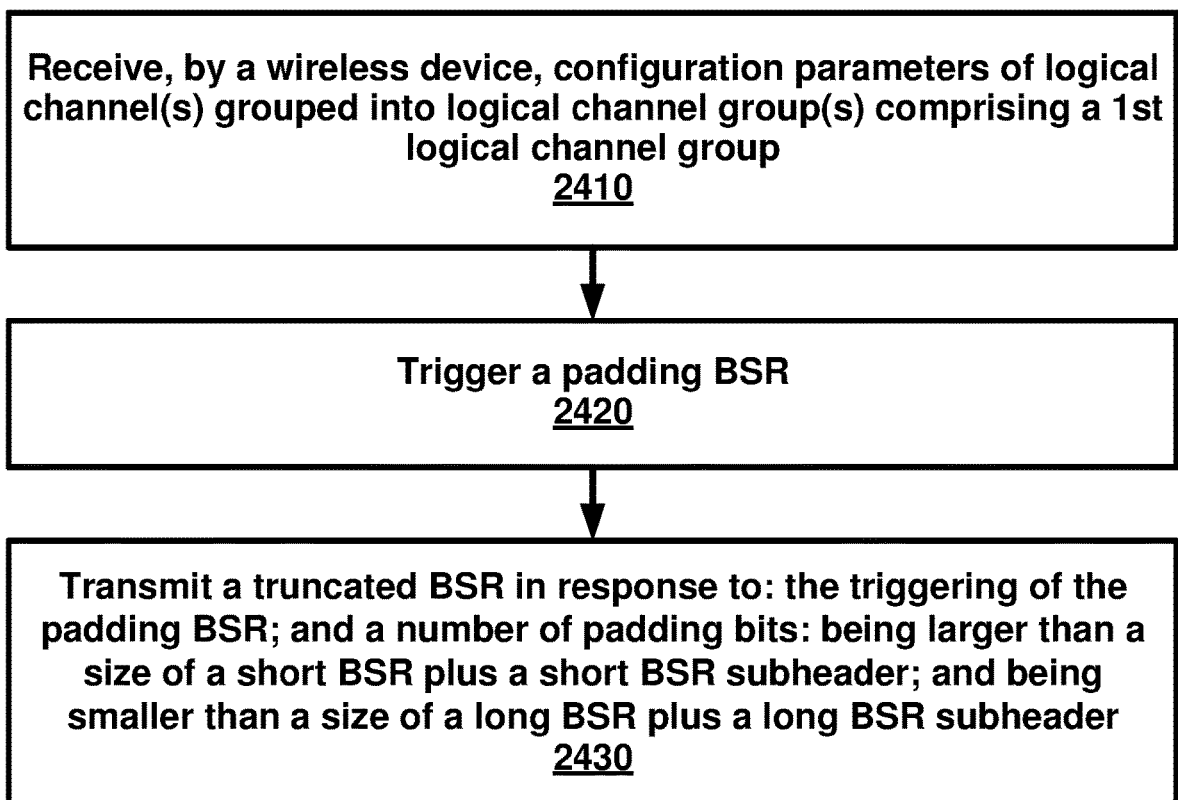 Receive, by a wireless device, configuration parameters of logical
channel(s) grouped into logical channel group(s) comprising a 1st
logical channel group
2410
Trigger a padding BSR
2420
Transmit a truncated BSR in response to: the triggering of the
padding BSR; and a number of padding bits: being larger than a
size of a short BSR plus a short BSR subheader; and being
smaller than a size of a long BSR plus a long BSR subheader
2430